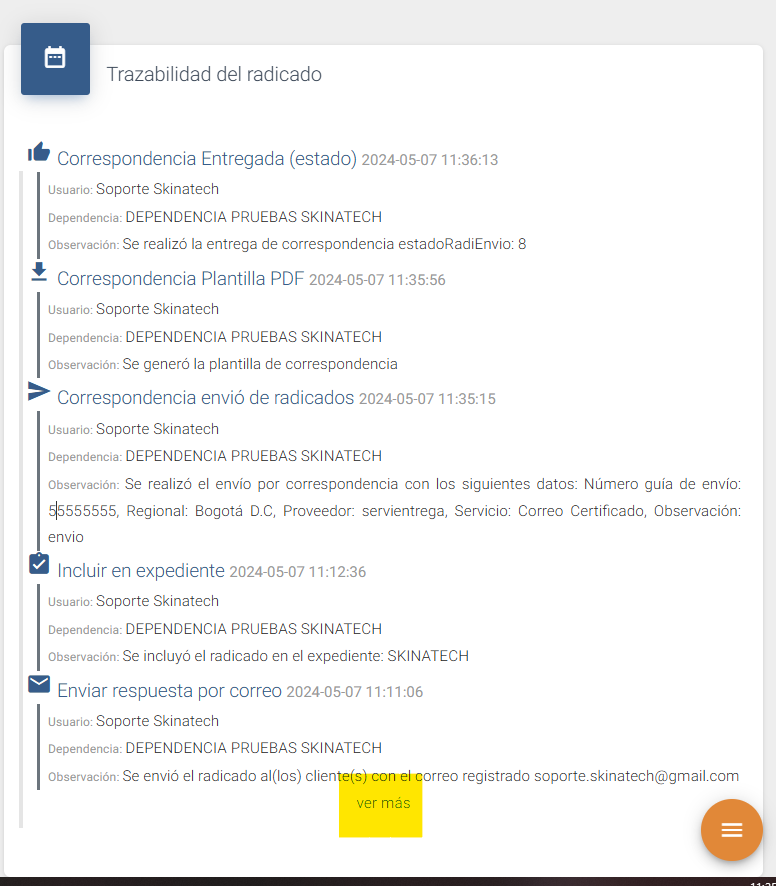 Trazabilidad del radicado
Correspondencia Entregada (estado) 2024-05-07 11:36:13
Usuario: Soporte Skinatech
Dependencia: DEPENDENCIA PRUEBAS SKINATECH
Observación: Se realizó la entrega de correspondencia estadoRadiEnvio: 8
Correspondencia Plantilla PDF 2024-05-07 11:35:56
Usuario: Soporte Skinatech
Dependencia: DEPENDENCIA PRUEBAS SKINATECH
Observación: Se generó la plantilla de correspondencia
Correspondencia envió de radicados 2024-05-07 11:35:15
Usuario: Soporte Skinatech
Dependencia: DEPENDENCIA PRUEBAS SKINATECH
Observación: Se realizó el envío por correspondencia con los siguientes datos: Número guía de envío:
55555555, Regional: Bogotá D.C, Proveedor: servientrega, Servicio: Correo Certificado, Observación:
envio
Incluir en expediente 2024-05-07 11:12:36
Usuario: Soporte Skinatech
Dependencia: DEPENDENCIA PRUEBAS SKINATECH
Observación: Se incluyó el radicado en el expediente: SKINATECH
Enviar respuesta por correo 2024-05-07 11:11:06
Usuario: Soporte Skinatech
Dependencia: DEPENDENCIA PRUEBAS SKINATECH
Observación: Se envió el radicado al(los) cliente(s) con el correo registrado soporte.skinatech@gmail.com
ver más